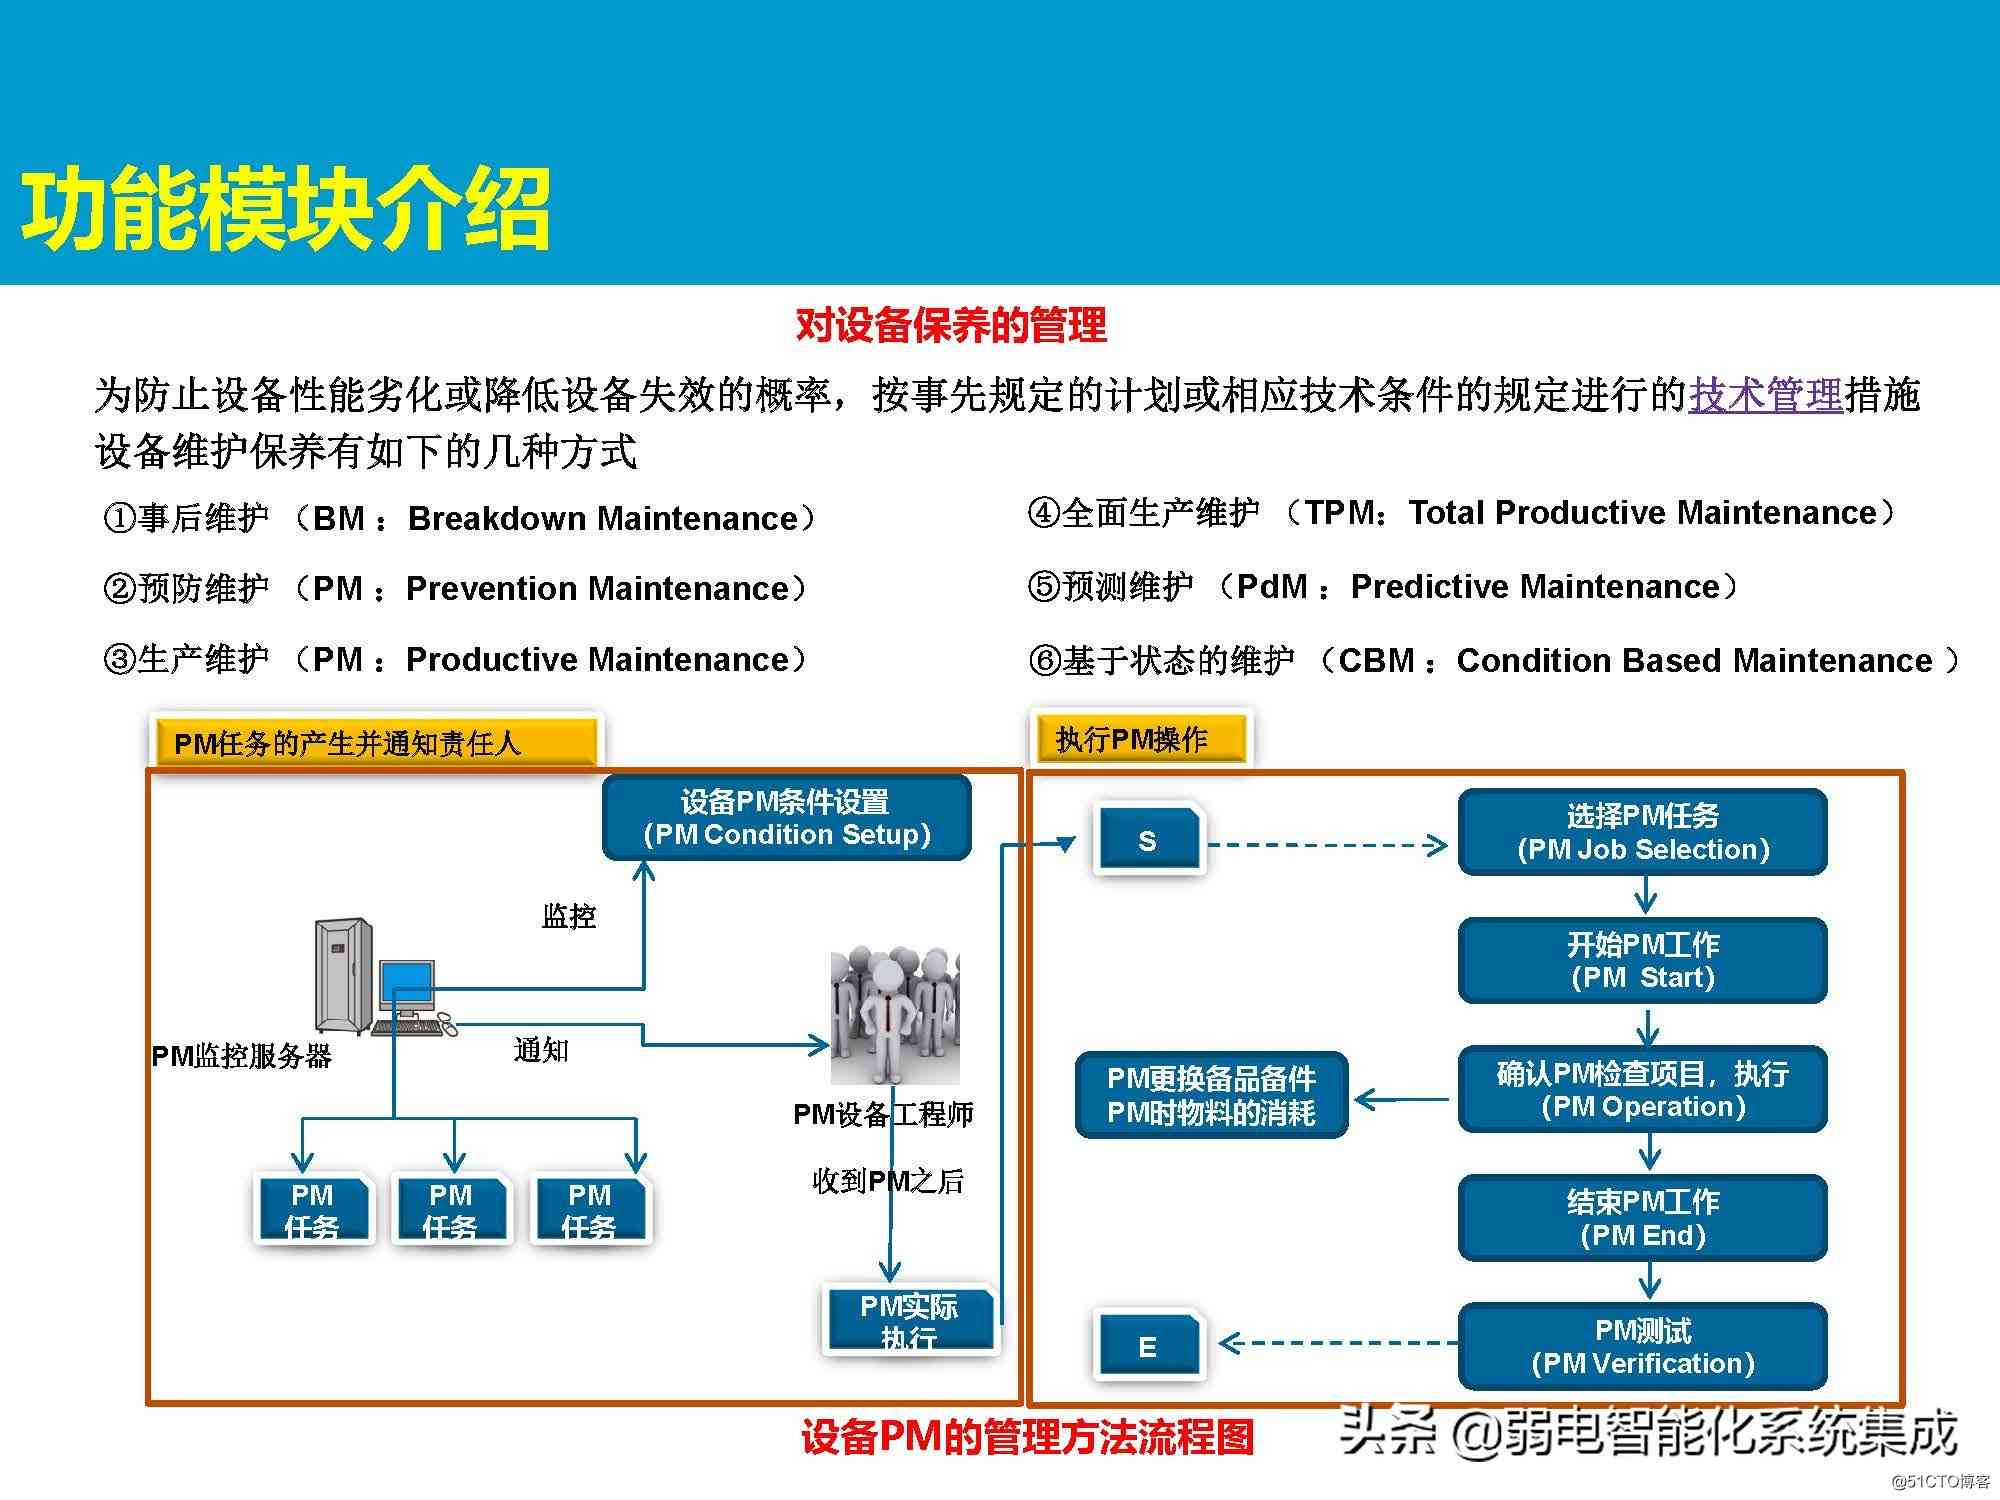 功能模块介绍
对设备保养的管理
为防止设备性能劣化或降低设备失效的概率，按事先规定的计划或相应技术条件的规定进行的技术管理措施
设备维护保养有如下的几种方式
①事后维护 （BM： Breakdown Maintenance）
②预防维护 （PM： Prevention Maintenance）
③生产维护 （PM： Productive Maintenance）
④全面生产维护 （TPM：Total Productive Maintenance）
⑤预测维护 （PdM： Predictive Maintenance）
⑥基于状态的维护 （CBM： Condition Based Maintenance ）
PM任务的产生并通知责任人
设备PM条件设置
（PM Condition Setup）
监控
PM监控服务器
通知
PM设备工程师
收到PM之后
PM
任务
PM
任务
PM
任务
PM实际
执行
执行PM操作
S
选择PM任务
（PM Job Selection）
开始PM工作
（PM Start）
确认PM检查项目，执行
（PM Operation）
PM更换备品备件
PM时物料的消耗
结束PM工作
（PM End）
PM测试
（PM Verification）
E
设备PM的管理方法流程图
头条 @弱电智能化系统集成
@51CTO博客